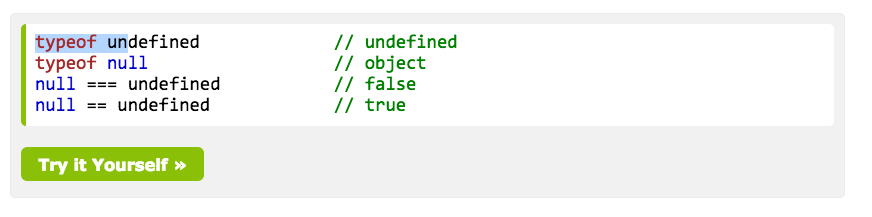 typeof undefined // undefined
typeof null // object
null === undefined // false
null == undefined // true
Try it Yourself »